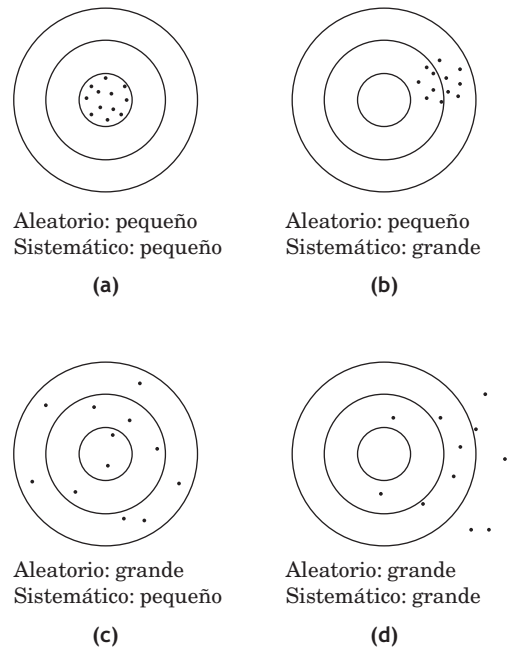 Aleatorio: pequeño
Sistemático: pequeño
(a)
Aleatorio: pequeño
Sistemático: grande
(b)
Aleatorio: grande
Sistemático: pequeño
(c)
Aleatorio: grande
Sistemático: grande
(d)